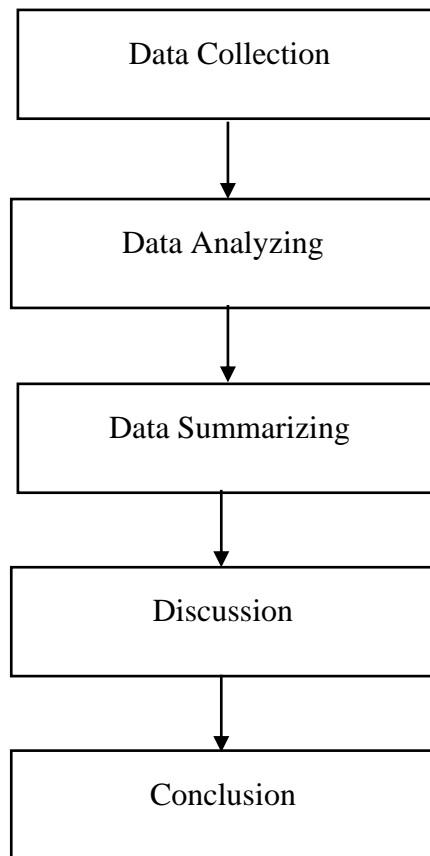 Data Collection
Data Analyzing
Data Summarizing
Discussion
Conclusion